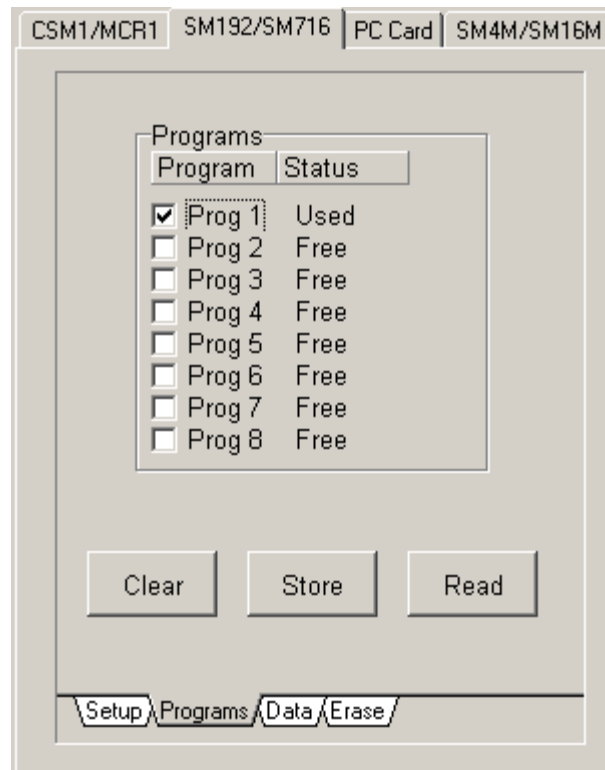 CSM1/MCR1 SM192/SM716 PC Card SM4M/SM16M
Programs
Program Status
Prog 1 Used
Prog 2 Free
Prog 3 Free
Prog 4 Free
Prog 5 Free
Prog 6 Free
Prog 7 Free
Prog 8 Free
Clear Store Read
Setup Programs Data Erase